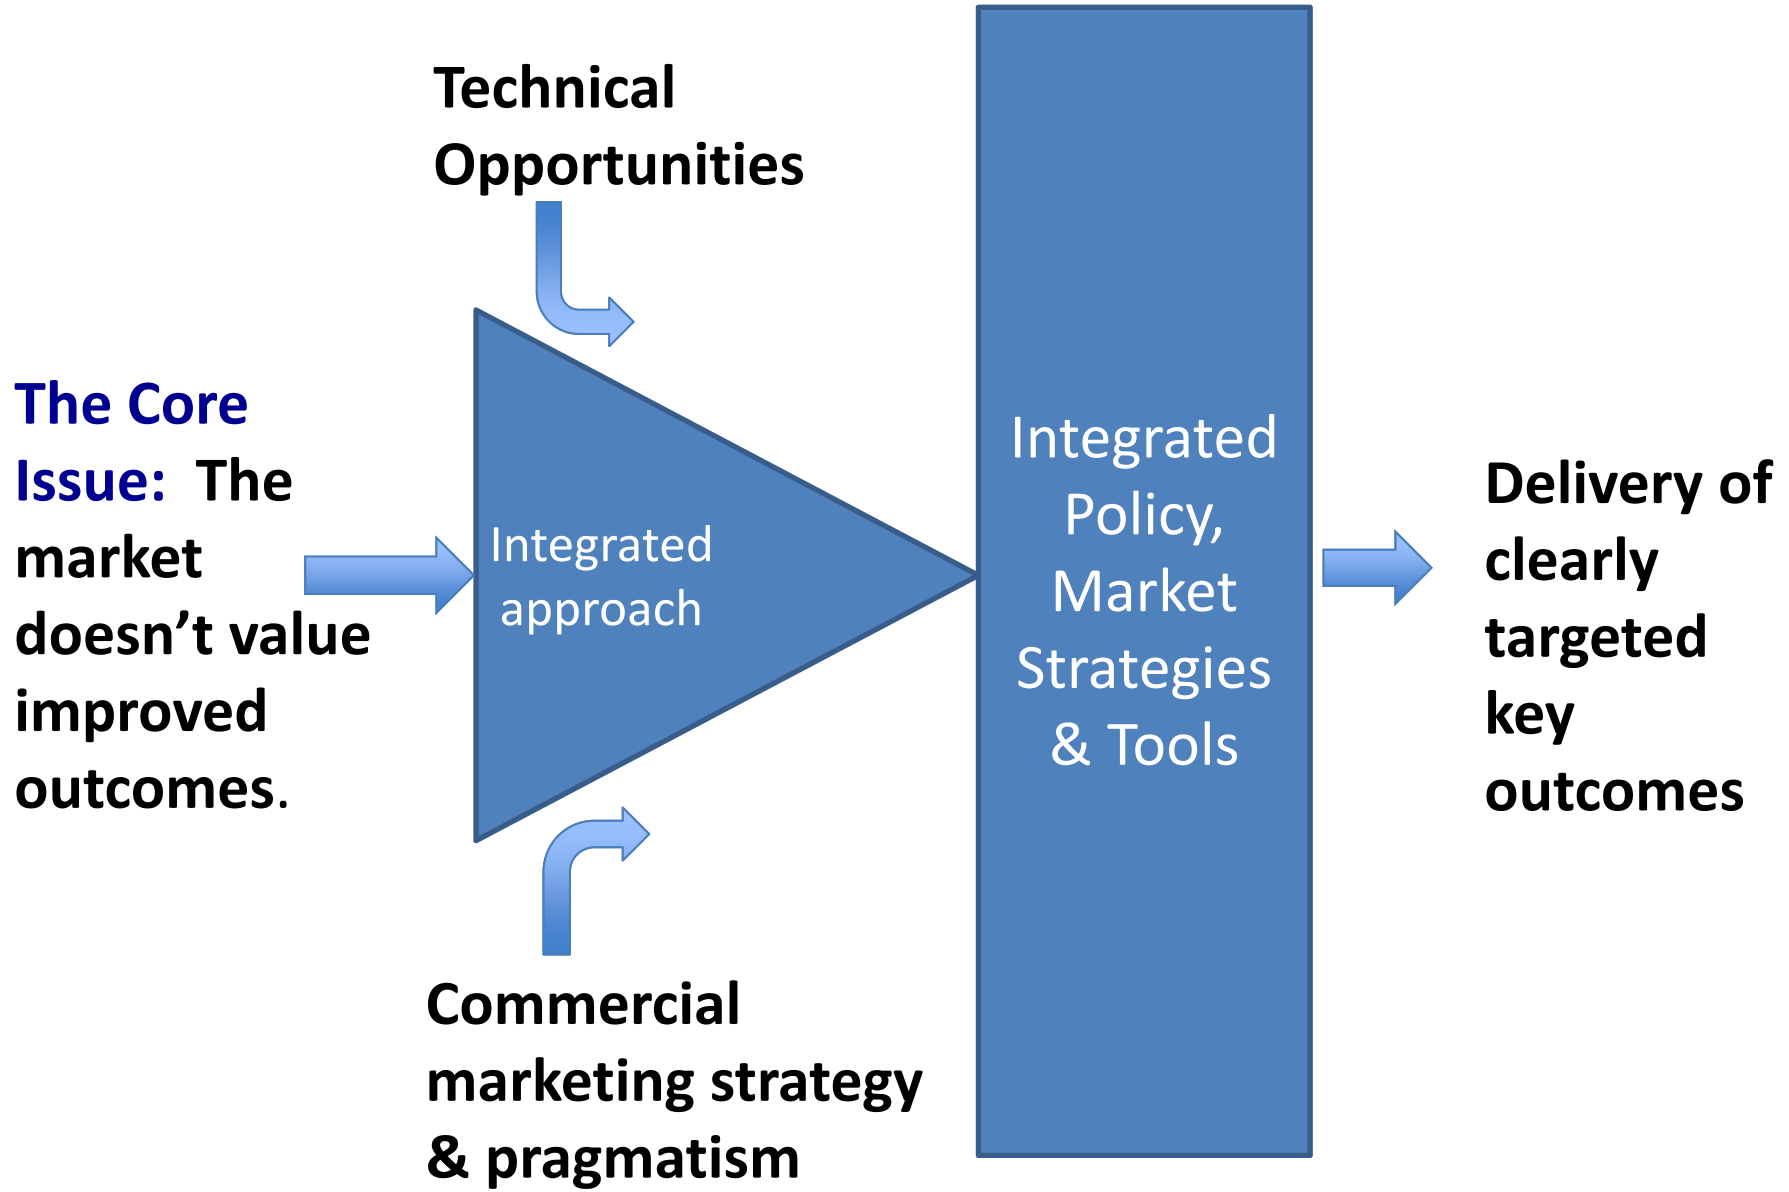 Technical
Opportunities
The Core
Issue:  The
market
doesn’t value
improved
outcomes.
Integrated
approach
Commercial
marketing strategy
& pragmatism
Integrated
Policy,
Market
Strategies
& Tools
Delivery of
clearly
targeted
key
outcomes